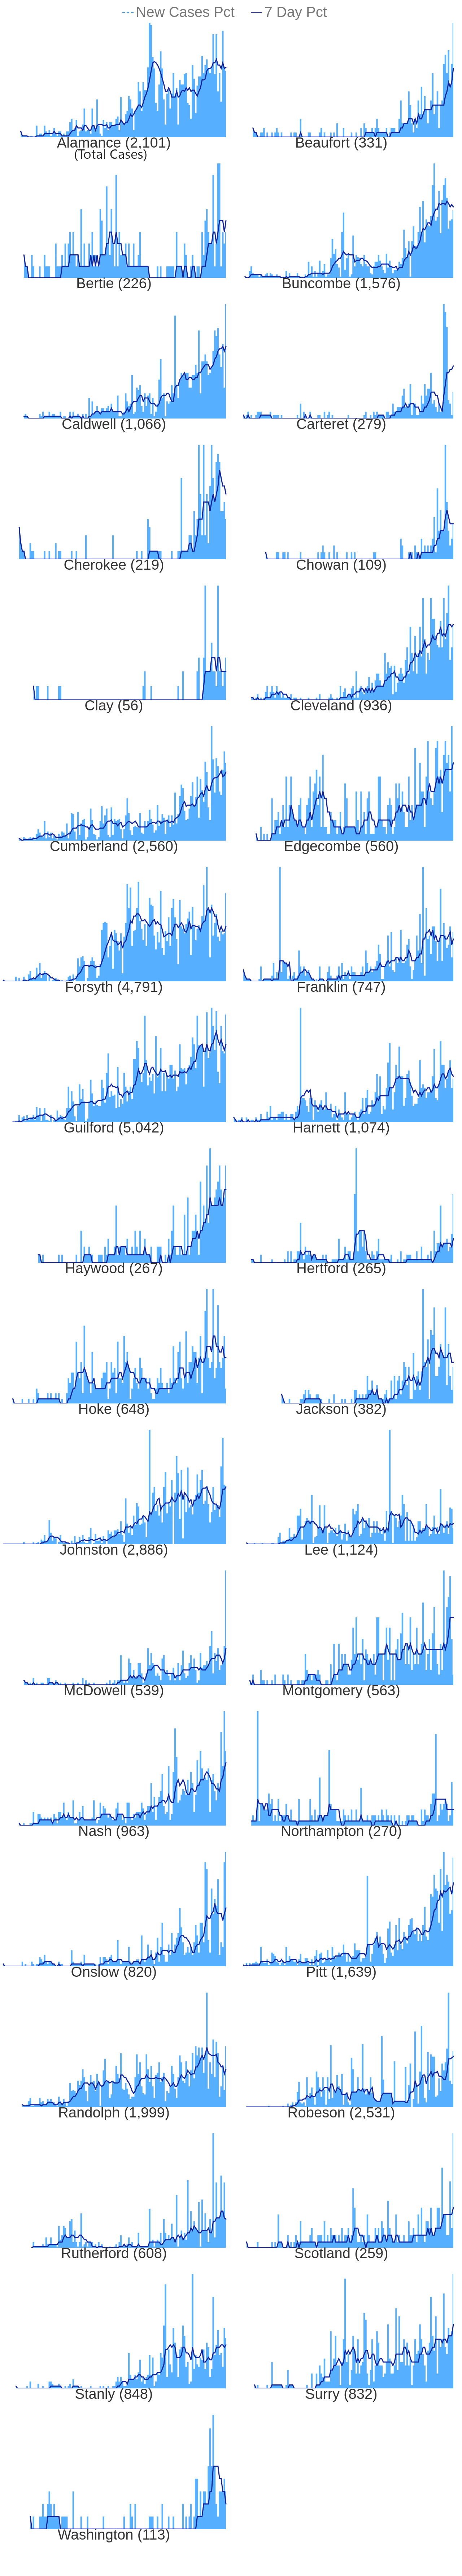 New Cases Pct 7 Day Pct
Alamance (2,101) Beaufort (331)
(Total Cases)
Bertie (226) Buncombe (1,576)
Caldwell (1,066) Carteret (279)
Cherokee (219) Chowan (109)
Clay (56) Cleveland (936)
Cumberland (2,560) Edgecombe (560)
Forsyth (4,791) Franklin (747)
Guilford (5,042) Harnett (1,074)
Haywood (267) Hertford (265)
Hoke (648) Jackson (382)
Johnston (2,886) Lee (1,124)
McDowell (539) Montgomery (563)
Nash (963) Northampton (270)
Onslow (820) Pitt (1,639)
Randolph (1,999) Robeson (2,531)
Rutherford (608) Scotland (259)
Stanly (848) Surry (832)
Washington (113)